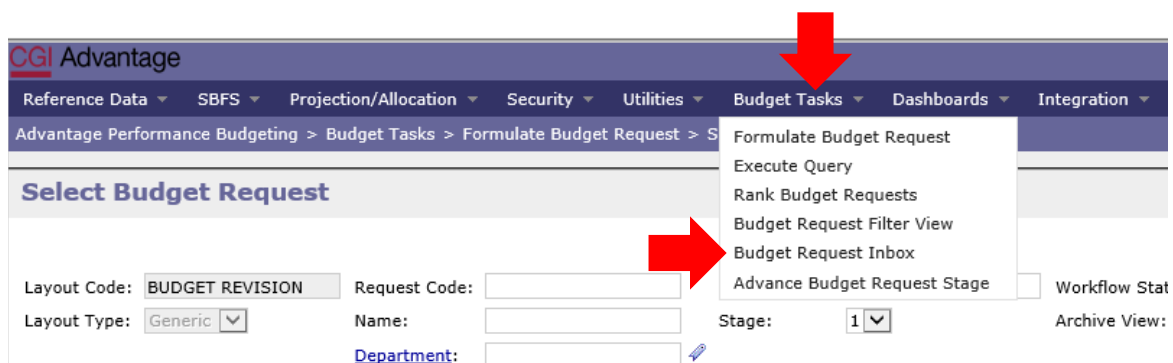 CGI Advantage
Reference Data SBFS Projection/Allocation Security Utilities Budget Tasks Dashboards Integration
Advantage Performance Budgeting > Budget Tasks > Formulate Budget Request > S
Formulate Budget Request
Execute Query
Select Budget Request
Rank Budget Requests
Budget Request Filter View
Budget Request Inbox
Advance Budget Request Stage
Layout Code: BUDGET REVISION Request Code: Workflow Stat
Layout Type: Generic Name: Stage: 1 Archive View:
Department: